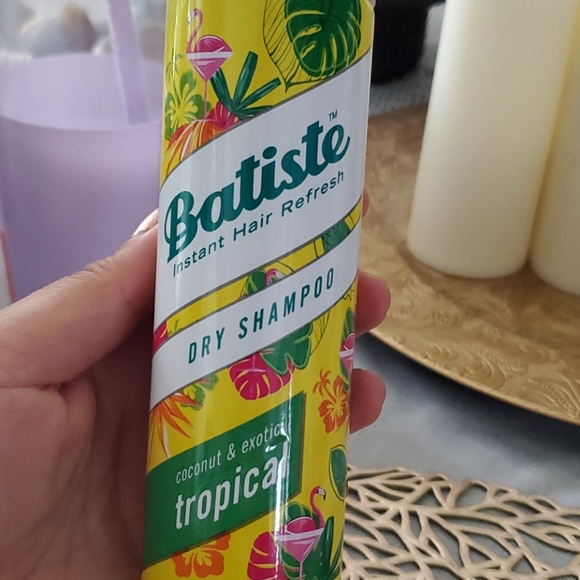 Batiste™
Instant Hair Refresh
DRY SHAMPOO
coconut & exotic
tropical